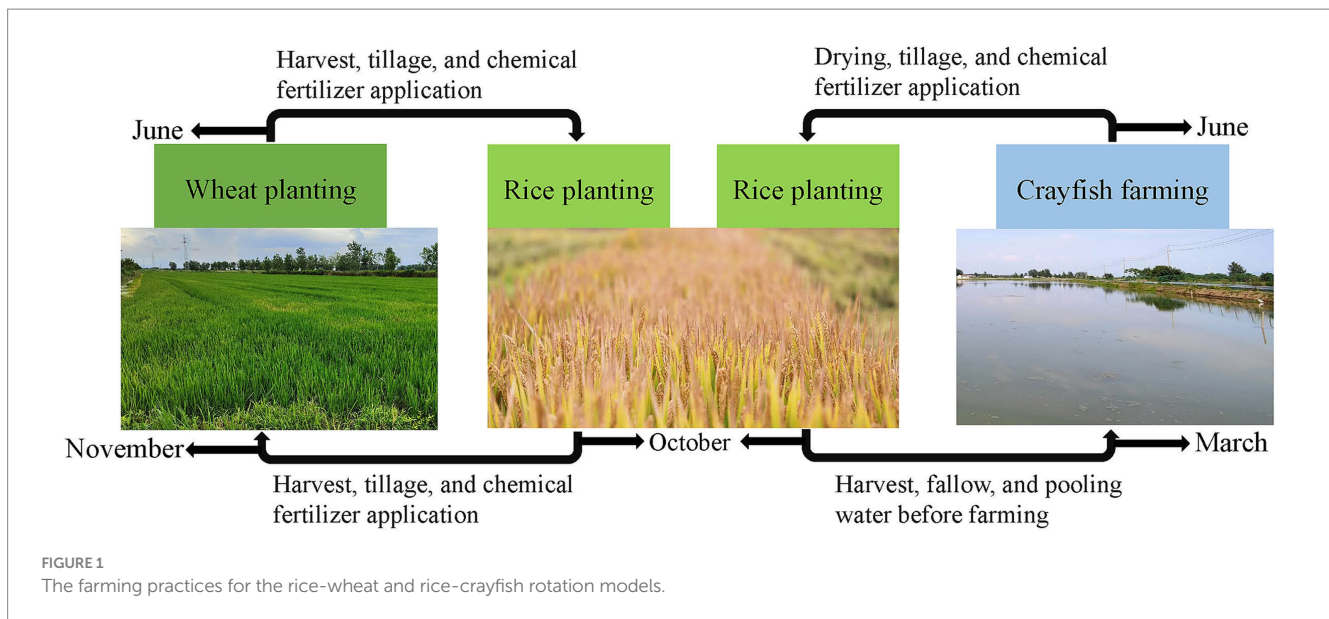 Harvest, tillage, and chemical
fertilizer application
Drying, tillage, and chemical
fertilizer application
June
June
Wheat planting
Rice planting
Rice planting
Crayfish farming
November
October
March
Harvest, tillage, and chemical
fertilizer application
Harvest, fallow, and pooling
water before farming
FIGURE 1
The farming practices for the rice-wheat and rice-crayfish rotation models.